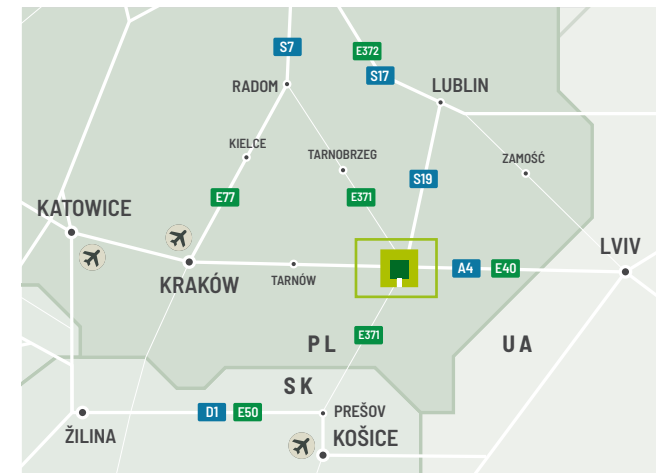 S7
E372
S17
RADOM
LUBLIN
KIELCE
TARNOBRZEG
ZAMOŚĆ
S19
E77
E371
KATOWICE
LVIV
KRAKÓW
TARNÓW
A4
E40
PL
E371
UA
SK
D1
E50
PREŠOV
ŽILINA
KOŠICE